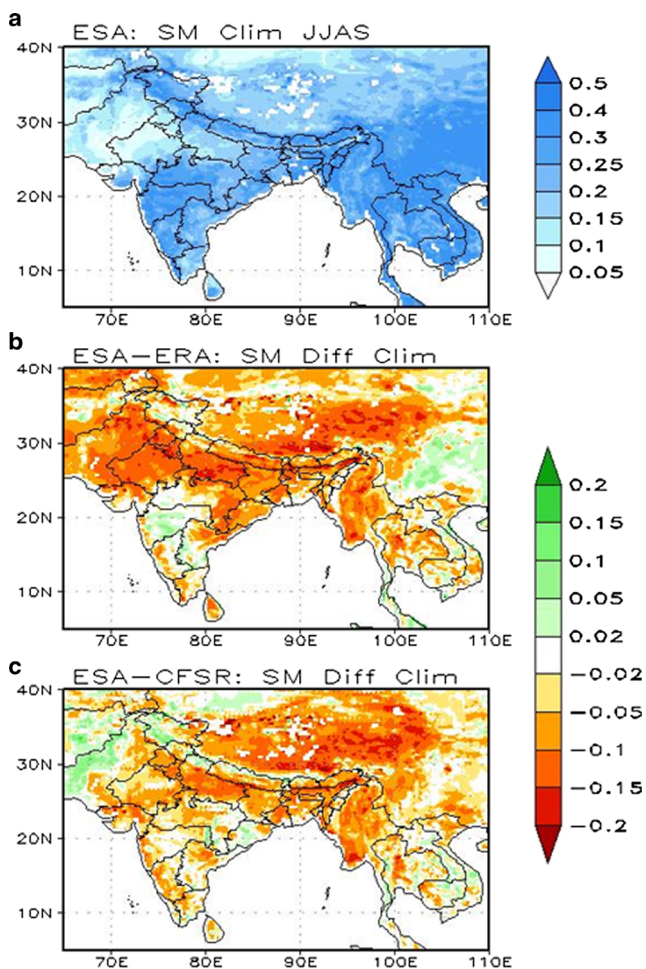 a
ESA: SM Clim JJAS
40N
30N
20N
10N
70E 80E 90E 100E 110E
0.5
0.4
0.3
0.25
0.2
0.15
0.1
0.05
b
ESA−ERA: SM Diff Clim
40N
30N
20N
10N
70E 80E 90E 100E 110E
c
ESA−CFSR: SM Diff Clim
40N
30N
20N
10N
70E 80E 90E 100E 110E
0.2
0.15
0.1
0.05
0.02
−0.02
−0.05
−0.1
−0.15
−0.2